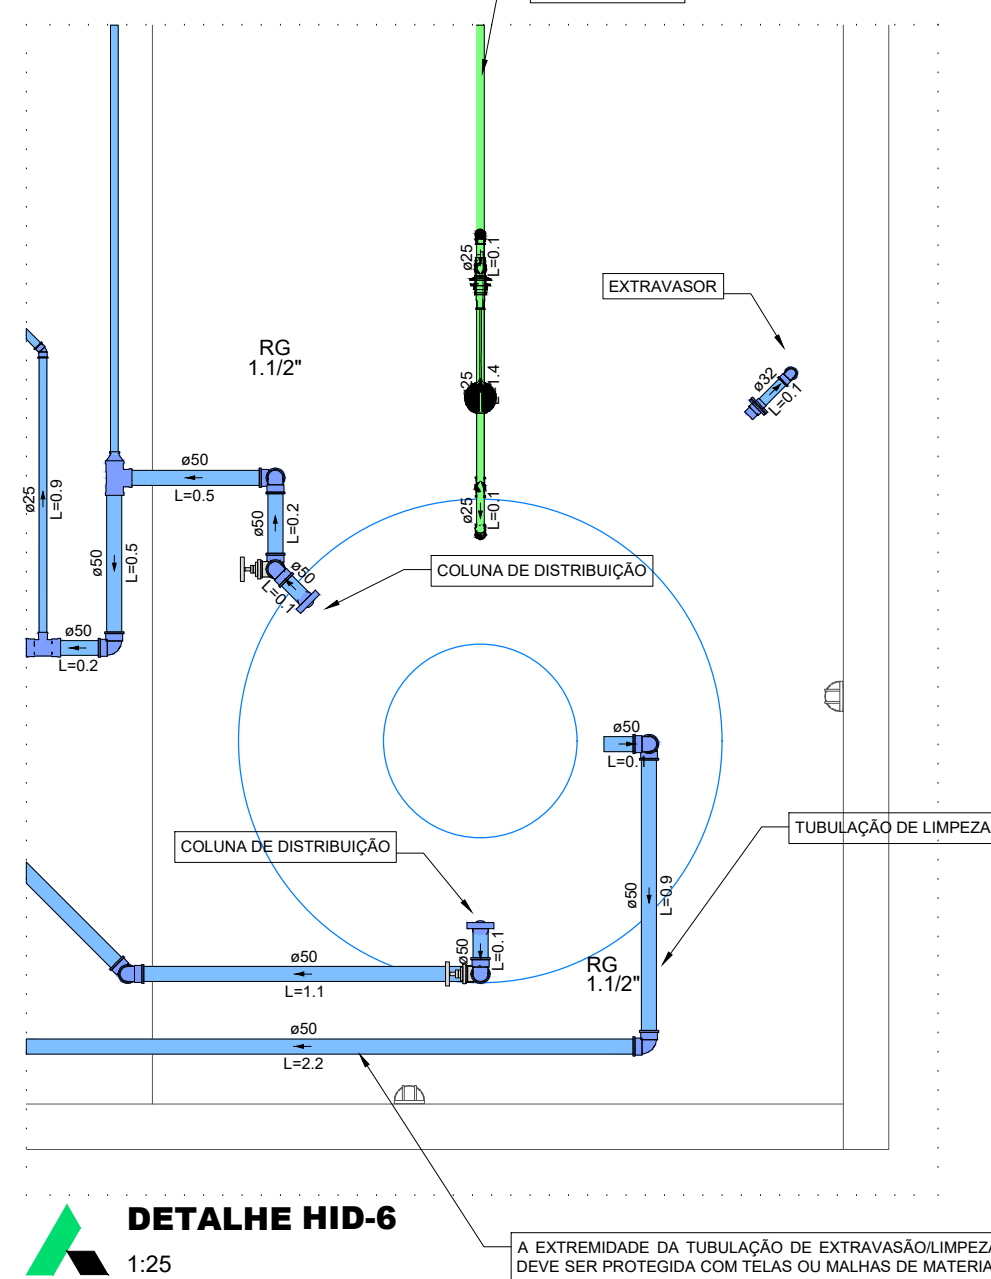 ø25
L=0.1
EXTRAVASOR
RG
1.1/2"
ø32
L=0.1
ø50
L=0.5
ø25
L=0.9
ø50
L=0.5
ø50
L=0.2
ø50
L=0.1
ø25
L=0.1
COLUNA DE DISTRIBUIÇÃO
ø50
L=0.2
ø50
TUBULAÇÃO DE LIMPEZA
COLUNA DE DISTRIBUIÇÃO
ø50
L=0.9
ø50
L=0.1
RG
1.1/2"
ø50
L=1.1
ø50
L=2.2
DETALHE HID-6
1:25
A EXTREMIDADE DA TUBULAÇÃO DE EXTRAVASÃO/LIMPEZA
DEVE SER PROTEGIDA COM TELAS OU MALHAS DE MATERIA